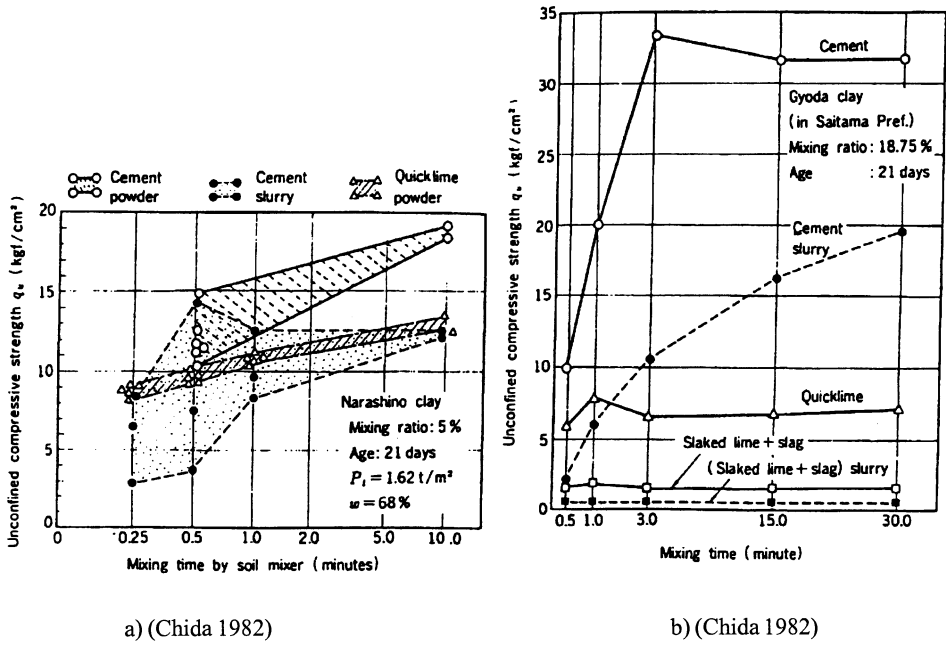 Cement powder
Cement slurry
Quicklime powder
Unconfined compressive strength qᵤ (kgf/cm²)
20
15
10
5
0
Narashino clay
Mixing ratio: 5%
Age: 21 days
Pₜ = 1.62 t/m²
w = 68%
0 0.25 0.5 1.0 2.0 5.0 10.0
Mixing time by soil mixer (minutes)
a) (Chida 1982)
Unconfined compressive strength qᵤ (kgf/cm²)
35
30
25
20
15
10
5
0
Cement
Gyoda clay
(in Saitama Pref.)
Mixing ratio: 18.75%
Age : 21 days
Cement
slurry
Quicklime
Slaked lime + slag
(Slaked lime + slag) slurry
0.5 1.0 3.0 15.0 30.0
Mixing time (minute)
b) (Chida 1982)